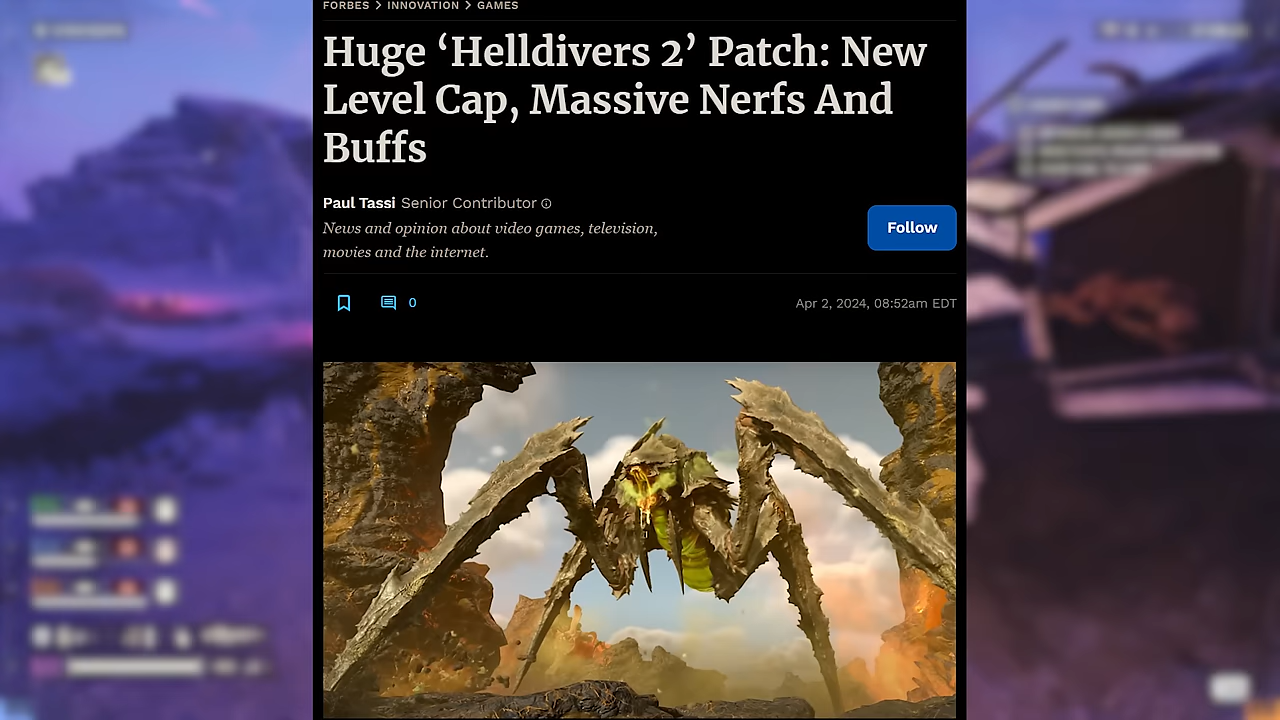 FORBES > INNOVATION > GAMES
Huge ‘Helldivers 2’ Patch: New
Level Cap, Massive Nerfs And
Buffs
Paul Tassi Senior Contributor
News and opinion about video games, television,
movies and the internet.
Follow
0
Apr 2, 2024, 08:52am EDT